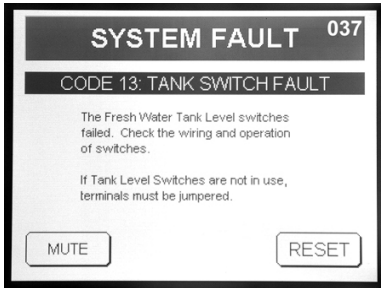 SYSTEM FAULT 037
CODE 13: TANK SWITCH FAULT
The Fresh Water Tank Level switches
failed. Check the wiring and operation
of switches.
If Tank Level Switches are not in use,
terminals must be jumpered.
MUTE RESET